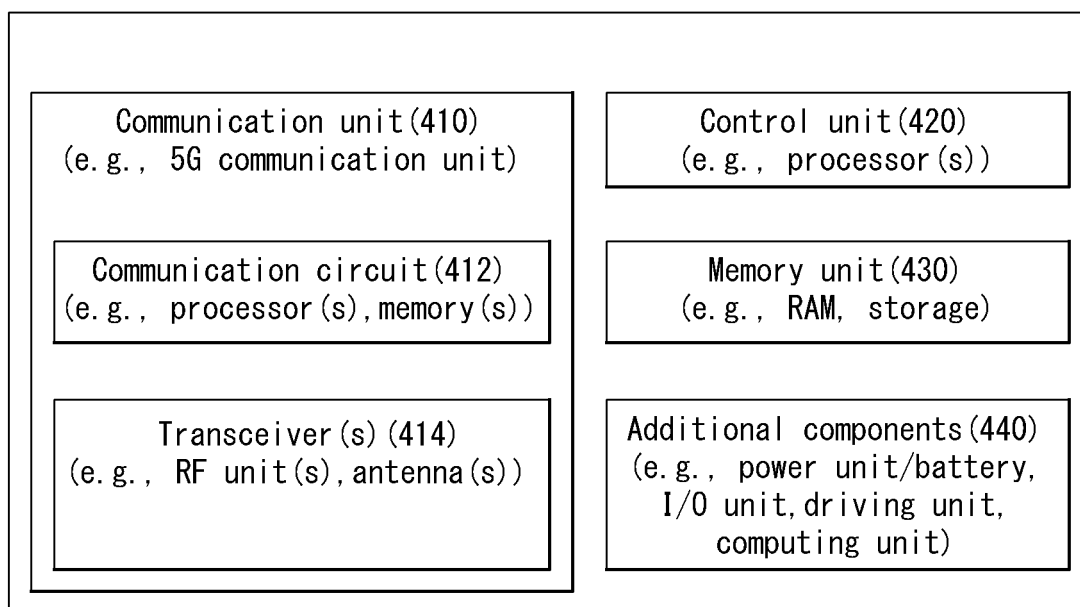 Communication unit(410)
(e.g., 5G communication unit)
Communication circuit(412)
(e.g., processor(s),memory(s))
Transceiver(s)(414)
(e.g., RF unit(s),antenna(s))
Control unit(420)
(e.g., processor(s))
Memory unit(430)
(e.g., RAM, storage)
Additional components(440)
(e.g., power unit/battery,
I/O unit,driving unit,
computing unit)